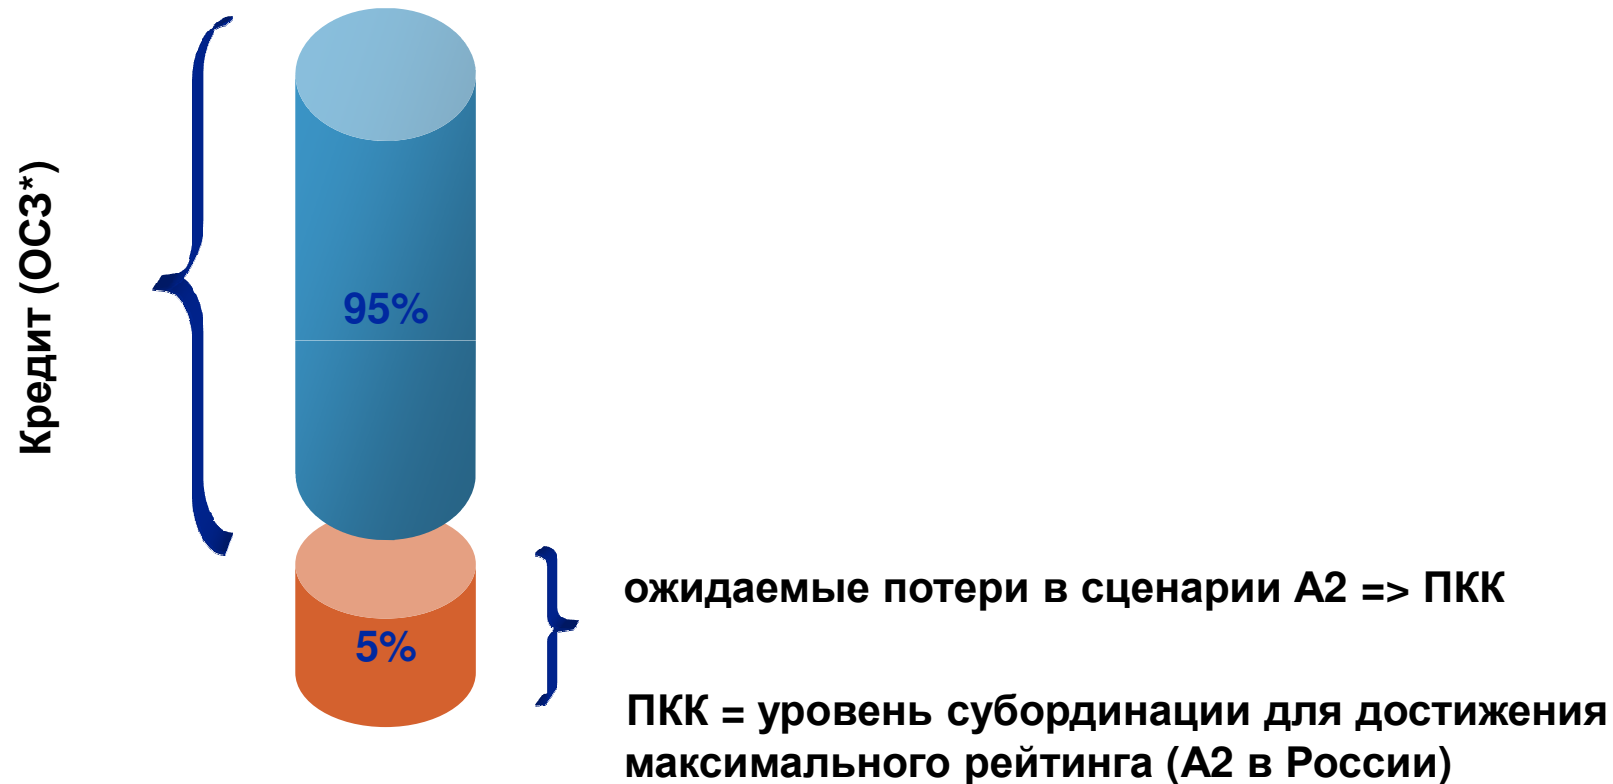 Кредит (ОСЗ*)
95%
5%
ожидаемые потери в сценарии А2 => ПКК
ПКК = уровень субординации для достижения
максимального рейтинга (А2 в России)